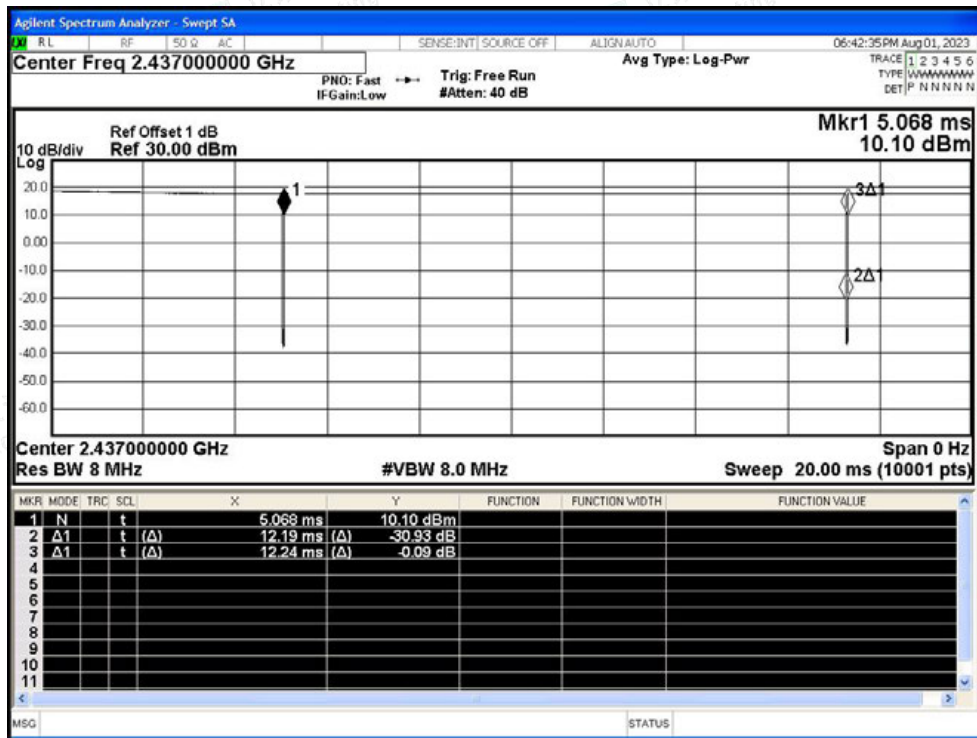 Agilent Spectrum Analyzer - Swept SA
RL RF 50 Ω AC SENSE:INT SOURCE OFF ALIGN AUTO 06:42:35PM Aug 01, 2023
Center Freq 2.437000000 GHz
PNO: Fast
IFGain:Low
Trig: Free Run
#Atten: 40 dB
Avg Type: Log-Pwr
TRACE 1 2 3 4 5 6
TYPE WWWWWW
DET P N N N N N
Mkr1 5.068 ms
10.10 dBm
Ref Offset 1 dB
10 dB/div Ref 30.00 dBm
Log
20.0
10.0
0.00
-10.0
-20.0
-30.0
-40.0
-50.0
-60.0
1
3Δ1
2Δ1
Center 2.437000000 GHz Span 0 Hz
Res BW 8 MHz #VBW 8.0 MHz Sweep 20.00 ms (10001 pts)
MKR MODE TRC SCL X Y FUNCTION FUNCTION WIDTH FUNCTION VALUE
1 N t 5.068 ms 10.10 dBm
2 Δ1 t (Δ) 12.19 ms (Δ) -30.93 dB
3 Δ1 t (Δ) 12.24 ms (Δ) -0.09 dB
4
5
6
7
8
9
10
11
MSG STATUS